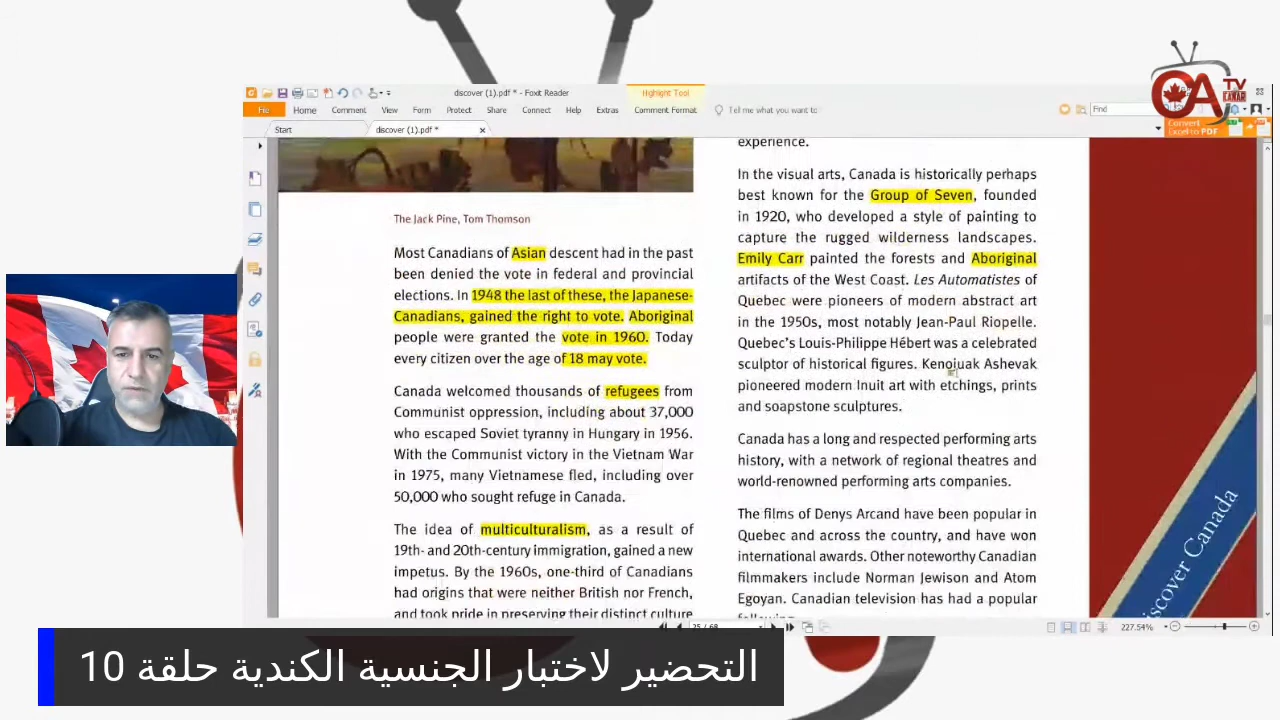 discover (1).pdf * - Foxit Reader
Highlight Tool
File Home Comment View Form Protect Share Connect Help Extras Comment Format Tell me what you want to Find
Start
discover (1).pdf *
Convert
Excel to PDF
CA TV
The Jack Pine, Tom Thomson
Most Canadians of Asian descent had in the past
been denied the vote in federal and provincial
elections. In 1948 the last of these, the Japanese-
Canadians, gained the right to vote. Aboriginal
people were granted the vote in 1960. Today
every citizen over the age of 18 may vote.
Canada welcomed thousands of refugees from
Communist oppression, including about 37,000
who escaped Soviet tyranny in Hungary in 1956.
With the Communist victory in the Vietnam War
in 1975, many Vietnamese fled, including over
50,000 who sought refuge in Canada.
The idea of multiculturalism, as a result of
19th- and 20th-century immigration, gained a new
impetus. By the 1960s, one-third of Canadians
had origins that were neither British nor French,
and took pride in preserving their distinct culture
experience.
In the visual arts, Canada is historically perhaps
best known for the Group of Seven, founded
in 1920, who developed a style of painting to
capture the rugged wilderness landscapes.
Emily Carr painted the forests and Aboriginal
artifacts of the West Coast. Les Automatistes of
Quebec were pioneers of modern abstract art
in the 1950s, most notably Jean-Paul Riopelle.
Quebec's Louis-Philippe Hébert was a celebrated
sculptor of historical figures. Kenojuak Ashevak
pioneered modern Inuit art with etchings, prints
and soapstone sculptures.
Canada has a long and respected performing arts
history, with a network of regional theatres and
world-renowned performing arts companies.
The films of Denys Arcand have been popular in
Quebec and across the country, and have won
international awards. Other noteworthy Canadian
filmmakers include Norman Jewison and Atom
Egoyan. Canadian television has had a popular
following.
iscover Canada
25 / 68
227.54%
التحضير لاختبار الجنسية الكندية حلقة 10